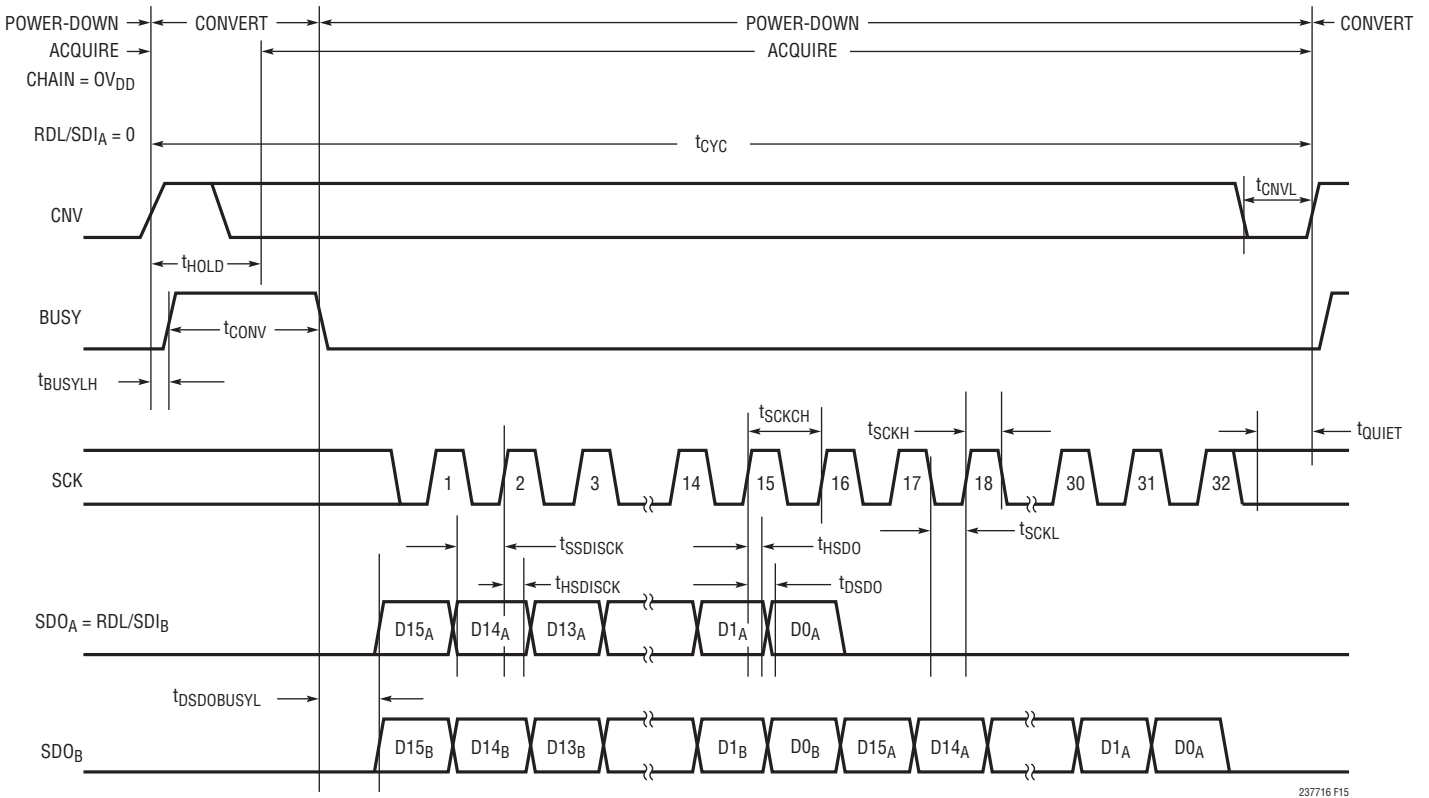 POWER-DOWN CONVERT POWER-DOWN CONVERT
ACQUIRE ACQUIRE
CHAIN = OVDD
RDL/SDIA = 0
tCYC
tCNVL
CNV
tHOLD
BUSY
tCONV
tBUSYLH
tSCKCH
tSCKH
tQUIET
SCK
1 2 3 14 15 16 17 18 30 31 32
tSCKL
tSSDISCK
tHSDO
tHSDISCK
tDSDO
SDOA = RDL/SDIB
D15A D14A D13A D1A D0A
tDSDOBUSYL
SDOB
D15B D14B D13B D1B D0B D15A D14A D1A D0A
237716 F15